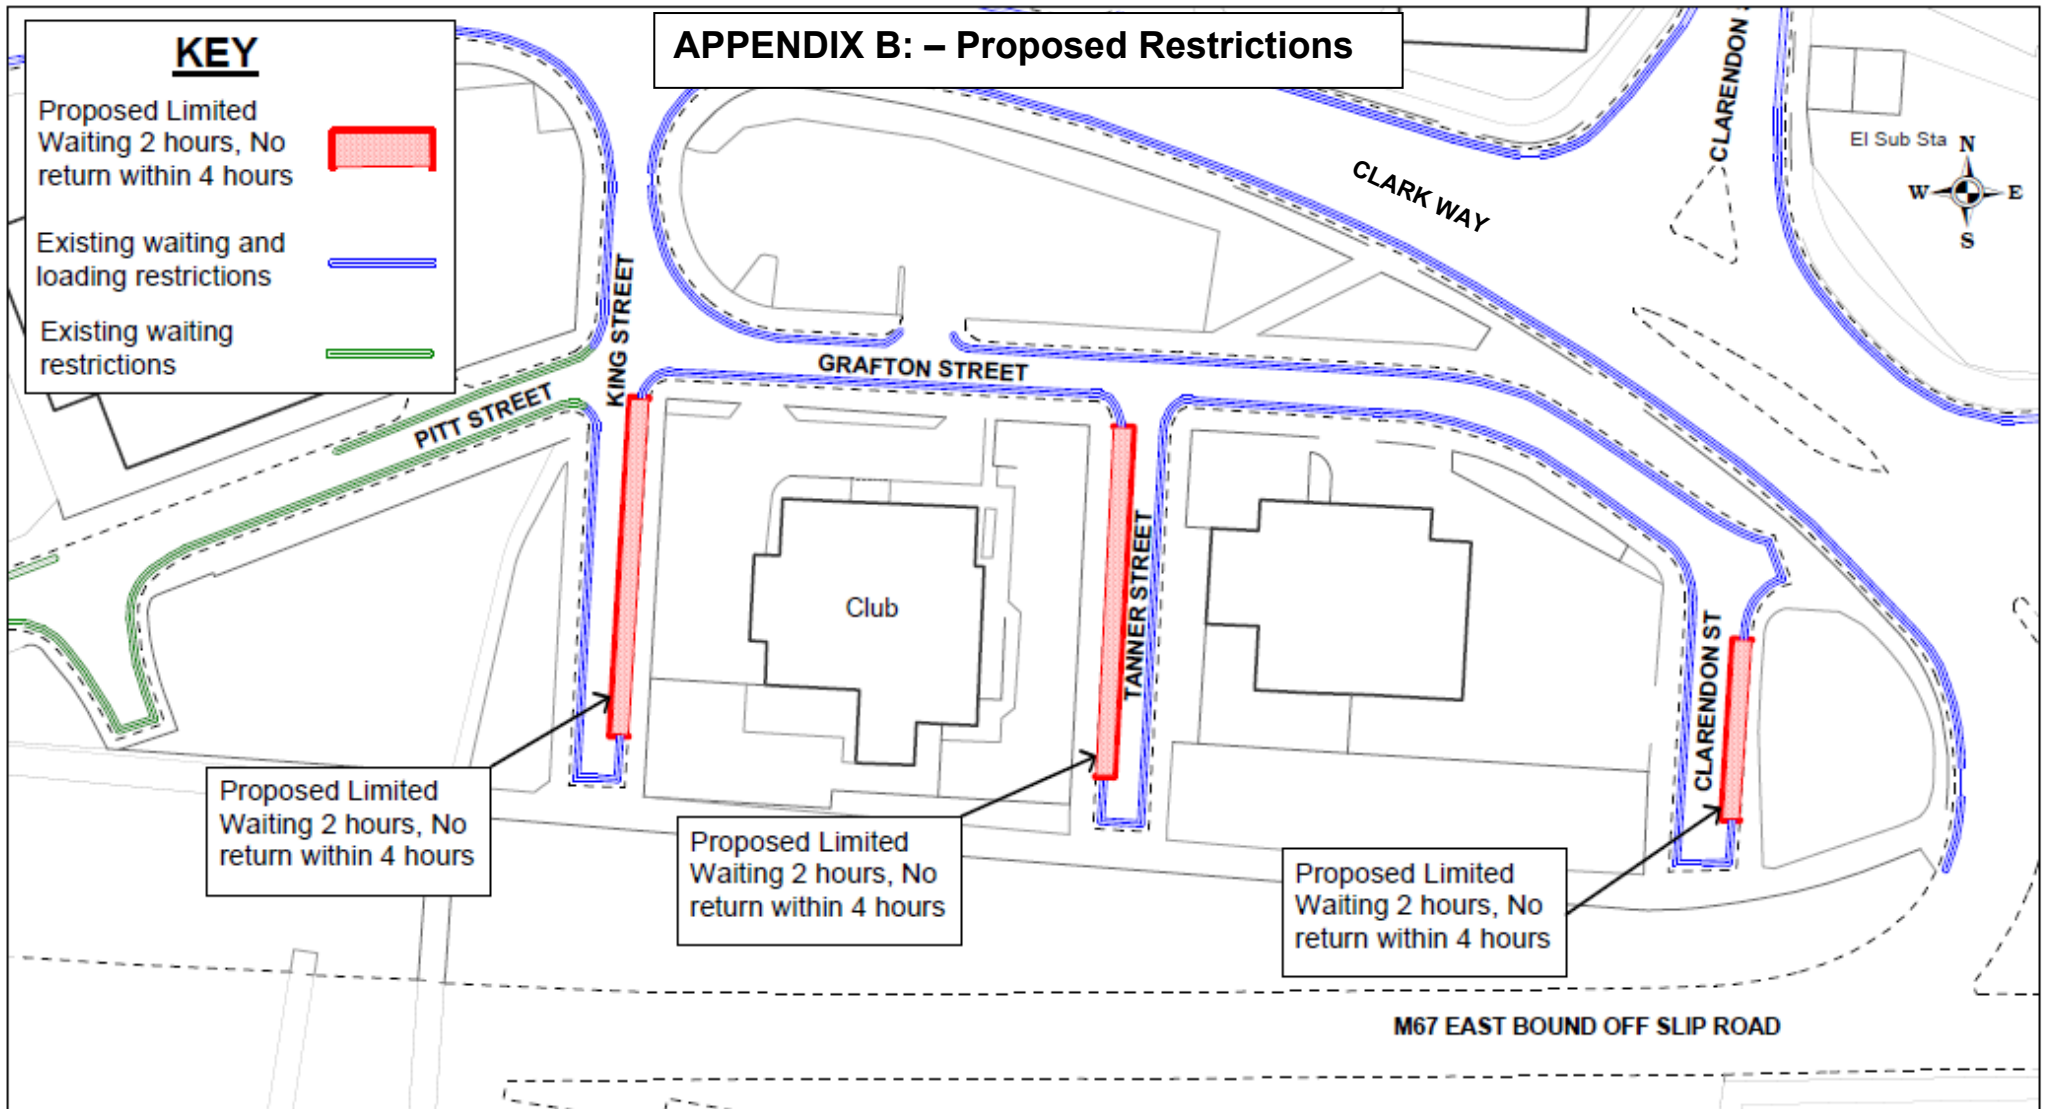 APPENDIX B: – Proposed Restrictions
KEY
Proposed Limited
Waiting 2 hours, No
return within 4 hours
Existing waiting and
loading restrictions
Existing waiting
restrictions
CLARENDON
El Sub Sta
N
W
E
S
CLARK WAY
KING STREET
GRAFTON STREET
PITT STREET
TANNER STREET
Club
CLARENDON ST
Proposed Limited
Waiting 2 hours, No
return within 4 hours
Proposed Limited
Waiting 2 hours, No
return within 4 hours
Proposed Limited
Waiting 2 hours, No
return within 4 hours
M67 EAST BOUND OFF SLIP ROAD